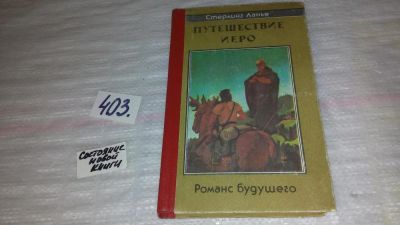 Стерлинг Ланье
ПУТЕШЕСТВИЕ
ИЕРО
403.
Состояние
новой
книги
Романс будущего